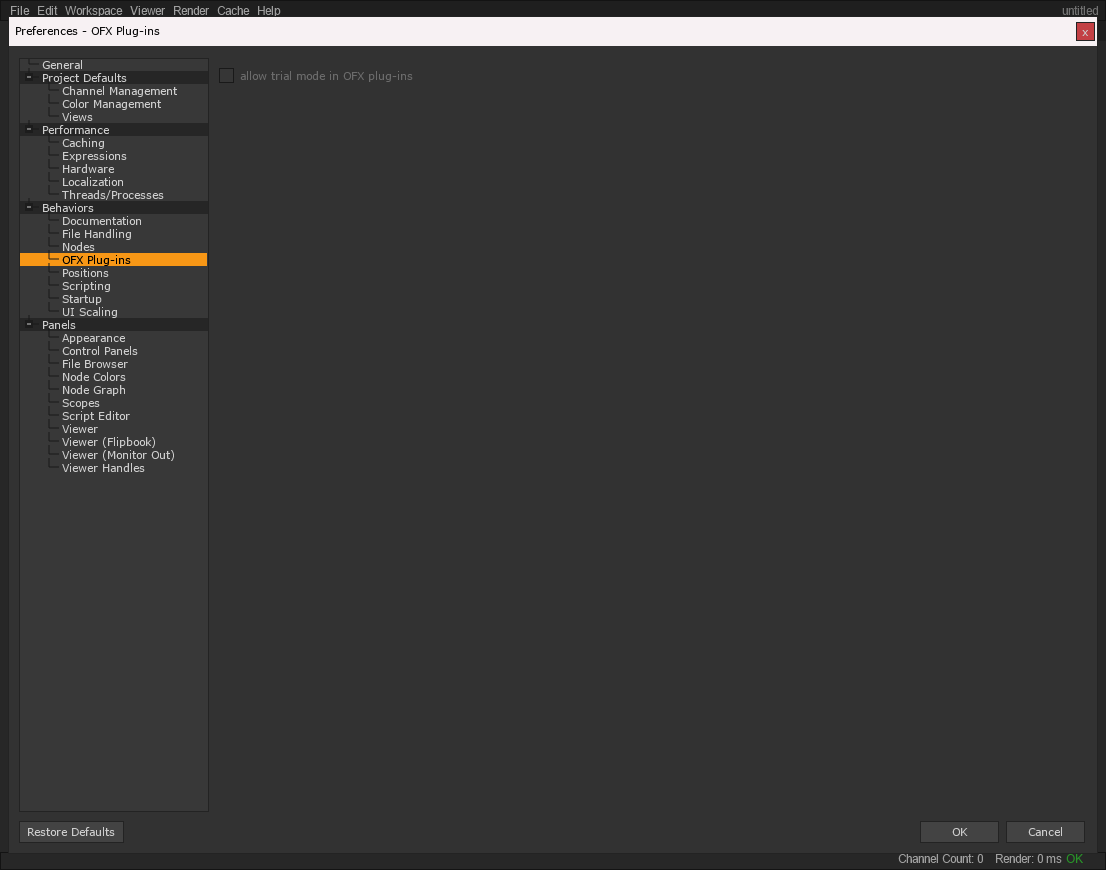 File Edit Workspace Viewer Render Cache Help untitled
Preferences - OFX Plug-ins x
General
- Project Defaults
Channel Management
Color Management
Views
- Performance
Caching
Expressions
Hardware
Localization
Threads/Processes
- Behaviors
Documentation
File Handling
Nodes
OFX Plug-ins
Positions
Scripting
Startup
UI Scaling
- Panels
Appearance
Control Panels
File Browser
Node Colors
Node Graph
Scopes
Script Editor
Viewer
Viewer (Flipbook)
Viewer (Monitor Out)
Viewer Handles
allow trial mode in OFX plug-ins
Restore Defaults OK Cancel
Channel Count: 0 Render: 0 ms OK